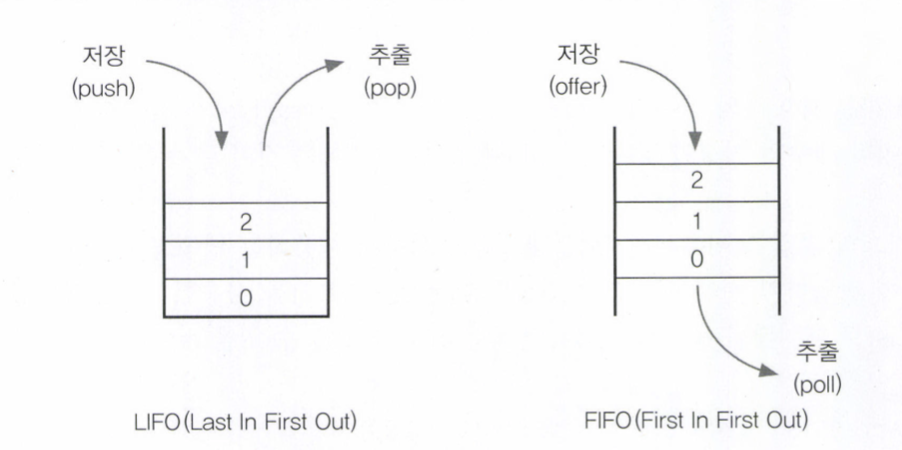 저장
(push)
추출
(pop)
2
1
0
LIFO(Last In First Out)
저장
(offer)
2
1
0
추출
(poll)
FIFO(First In First Out)